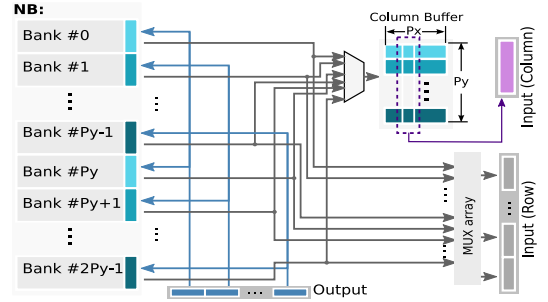 NB:
Bank #0
Bank #1
Bank #Py-1
Bank #Py
Bank #Py+1
Bank #2Py-1
Column Buffer
Px
Py
Input (Column)
MUX array
Input (Row)
Output